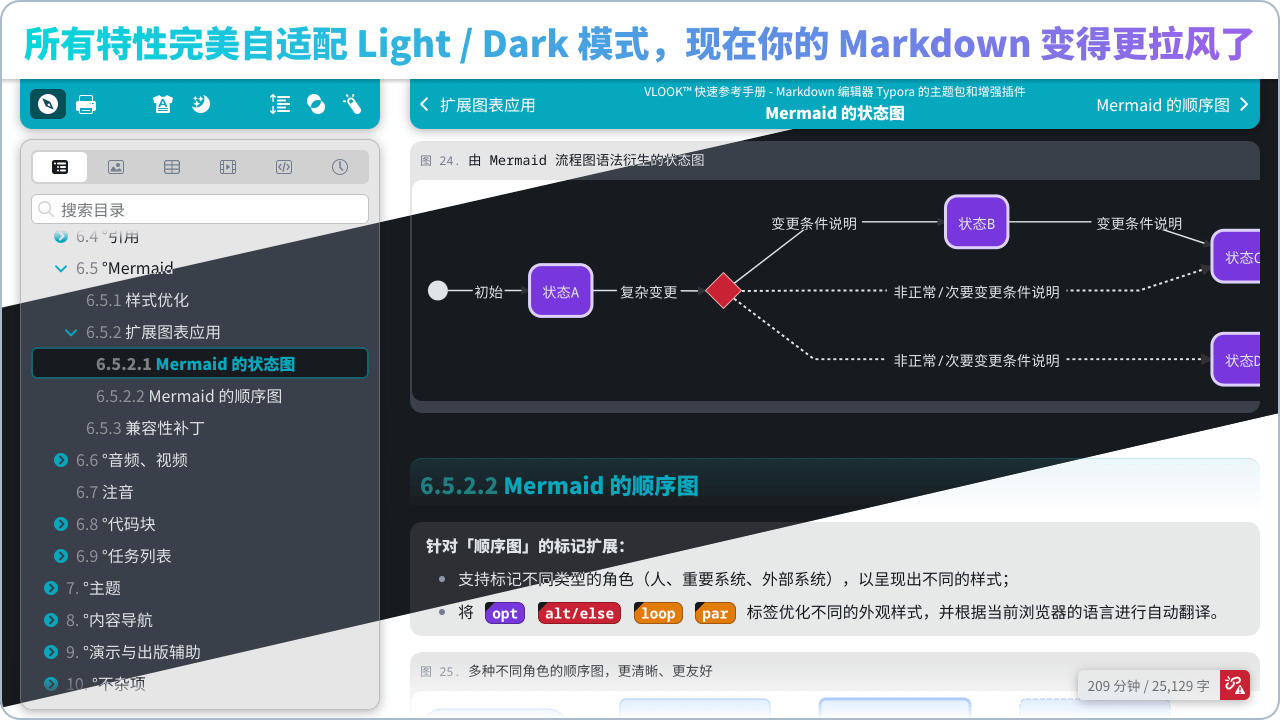 所有特性完美自适配 Light / Dark 模式，现在你的 Markdown 变得更拉风了
扩展图表应用
VLOOK™ 快速参考手册 - Markdown 编辑器 Typora 的主题包和增强插件
Mermaid 的状态图
Mermaid 的顺序图
搜索目录
6.4 °引用
6.5 °Mermaid
6.5.1 样式优化
6.5.2 扩展图表应用
6.5.2.1 Mermaid 的状态图
6.5.2.2 Mermaid 的顺序图
6.5.3 兼容性补丁
6.6 °音频、视频
6.7 注音
6.8 °代码块
6.9 °任务列表
7. °主题
8. °内容导航
9. °演示与出版辅助
10. °不杂项
图 24. 由 Mermaid 流程图语法衍生的状态图
变更条件说明
状态B
变更条件说明
状态C
初始
状态A
复杂变更
非正常/次要变更条件说明
非正常/次要变更条件说明
状态D
6.5.2.2 Mermaid 的顺序图
针对「顺序图」的标记扩展：
支持标记不同类型的角色（人、重要系统、外部系统），以呈现出不同的样式；
将 opt alt/else loop par 标签优化不同的外观样式，并根据当前浏览器的语言进行自动翻译。
图 25. 多种不同角色的顺序图，更清晰、更友好
209 分钟 / 25,129 字